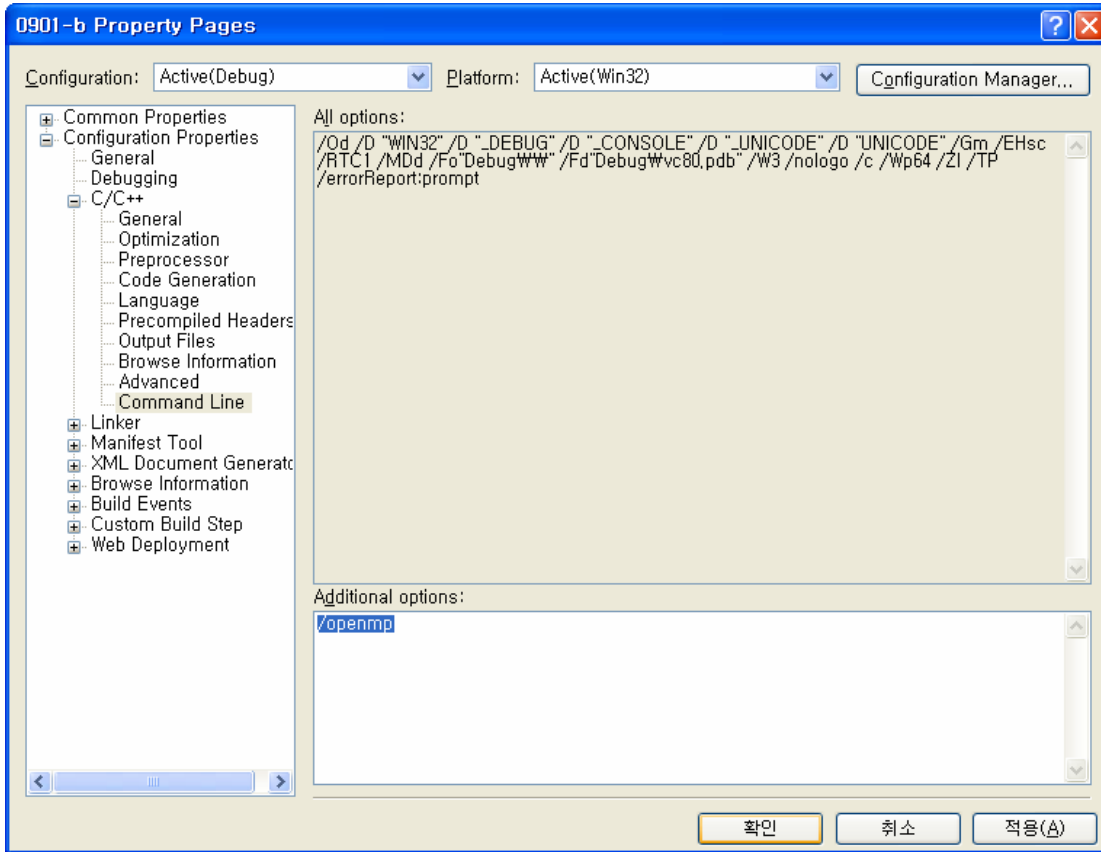 0901-b Property Pages
Configuration: Active(Debug) Platform: Active(Win32) Configuration Manager...
Common Properties
Configuration Properties
General
Debugging
C/C++
General
Optimization
Preprocessor
Code Generation
Language
Precompiled Headers
Output Files
Browse Information
Advanced
Command Line
Linker
Manifest Tool
XML Document Generato
Browse Information
Build Events
Custom Build Step
Web Deployment
All options:
/Od /D "WIN32" /D "_DEBUG" /D "_CONSOLE" /D "_UNICODE" /D "UNICODE" /Gm /EHsc
/RTC1 /MDd /Fo"Debug₩₩" /Fd"Debug₩vc80.pdb" /W3 /nologo /c /Wp64 /ZI /TP
/errorReport:prompt
Additional options:
/openmp
확인 취소 적용(A)